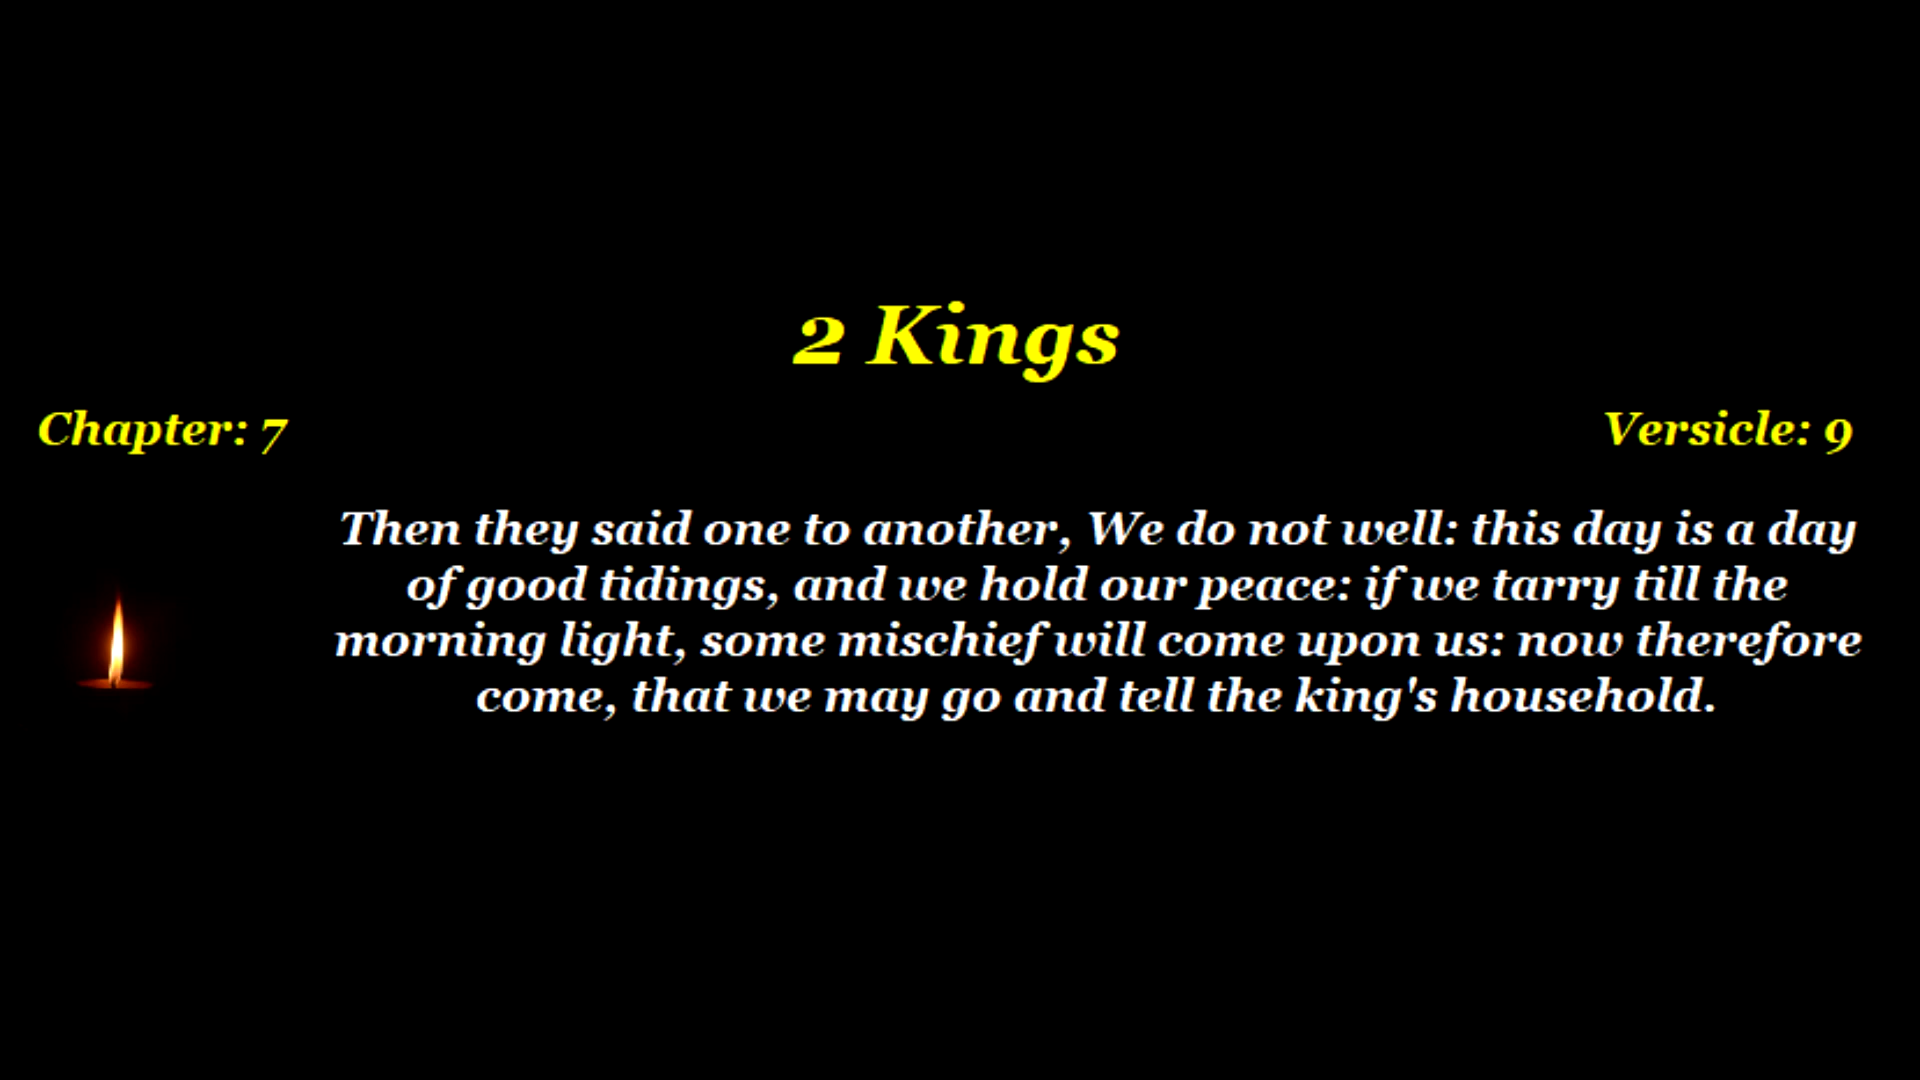 2 Kings
Chapter: 7
Versicle: 9
Then they said one to another, We do not well: this day is a day
of good tidings, and we hold our peace: if we tarry till the
morning light, some mischief will come upon us: now therefore
come, that we may go and tell the king's household.